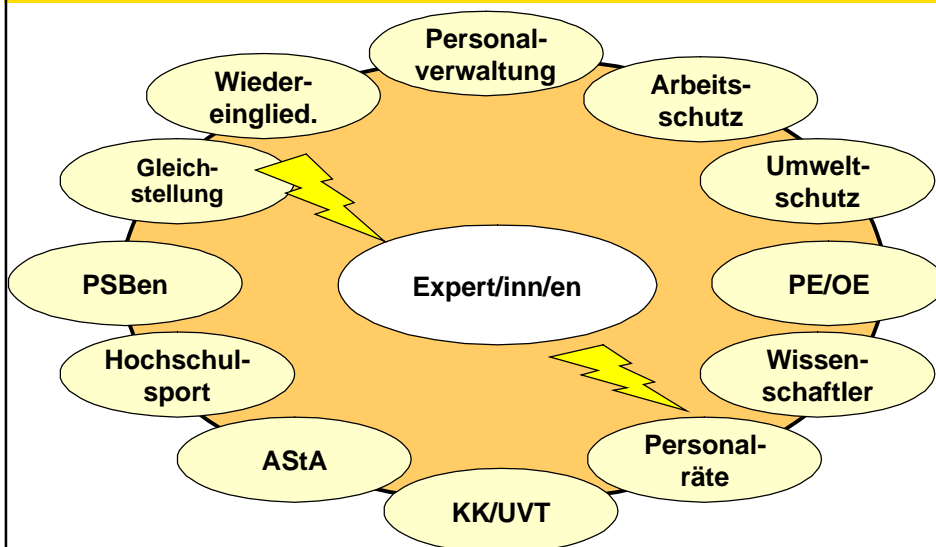 Personal-
verwaltung
Wieder-
einglied.
Arbeits-
schutz
Gleich-
stellung
Umwelt-
schutz
PSBen
Expert/inn/en
PE/OE
Hochschul-
sport
Wissen-
schaftler
AStA
Personal-
räte
KK/UVT